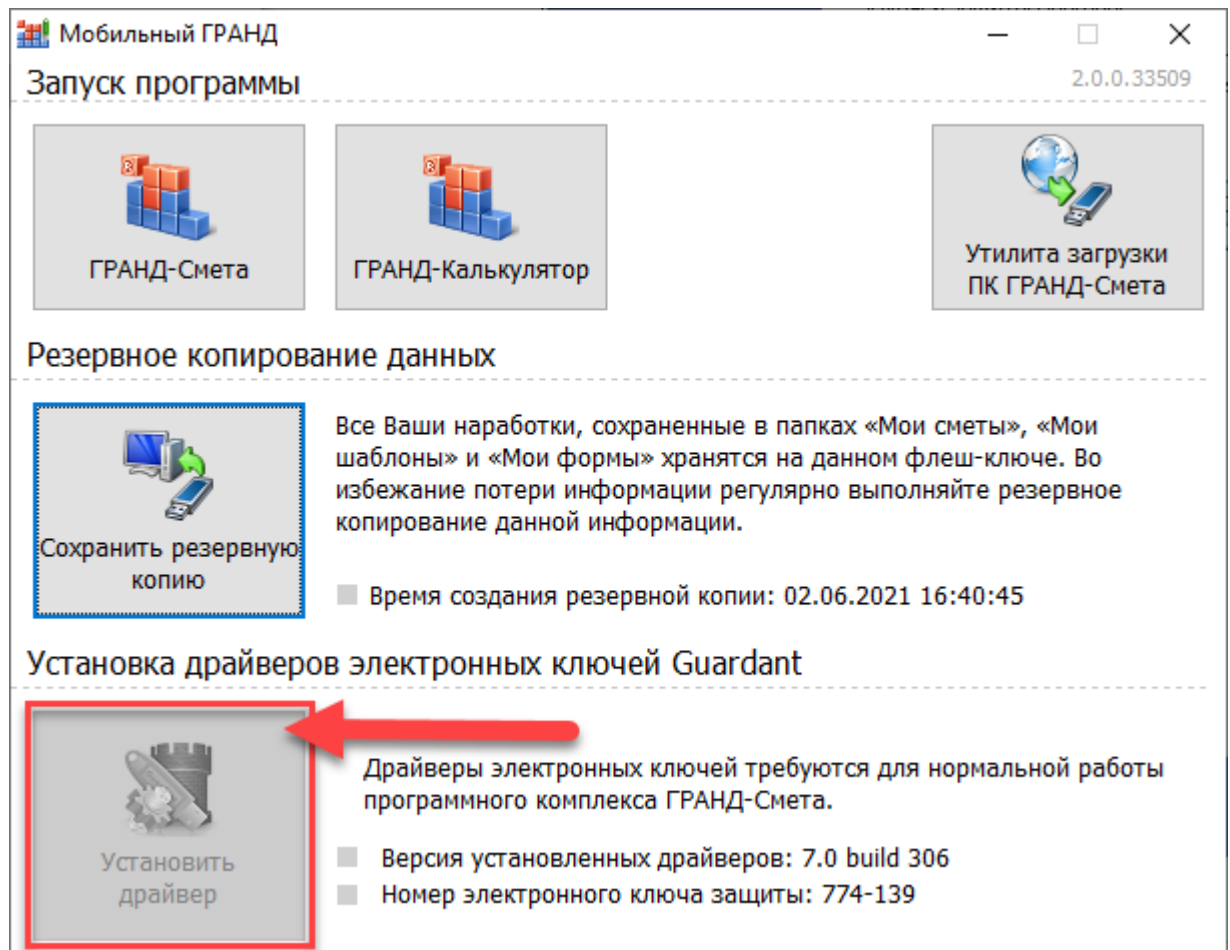 Мобильный ГРАНД
Запуск программы
2.0.0.33509
ГРАНД-Смета
ГРАНД-Калькулятор
Утилита загрузки
ПК ГРАНД-Смета
Резервное копирование данных
Сохранить резервную
копию
Все Ваши наработки, сохраненные в папках «Мои сметы», «Мои
шаблоны» и «Мои формы» хранятся на данном флеш-ключе. Во
избежание потери информации регулярно выполняйте резервное
копирование данной информации.
Время создания резервной копии: 02.06.2021 16:40:45
Установка драйверов электронных ключей Guardant
Установить
драйвер
Драйверы электронных ключей требуются для нормальной работы
программного комплекса ГРАНД-Смета.
Версия установленных драйверов: 7.0 build 306
Номер электронного ключа защиты: 774-139